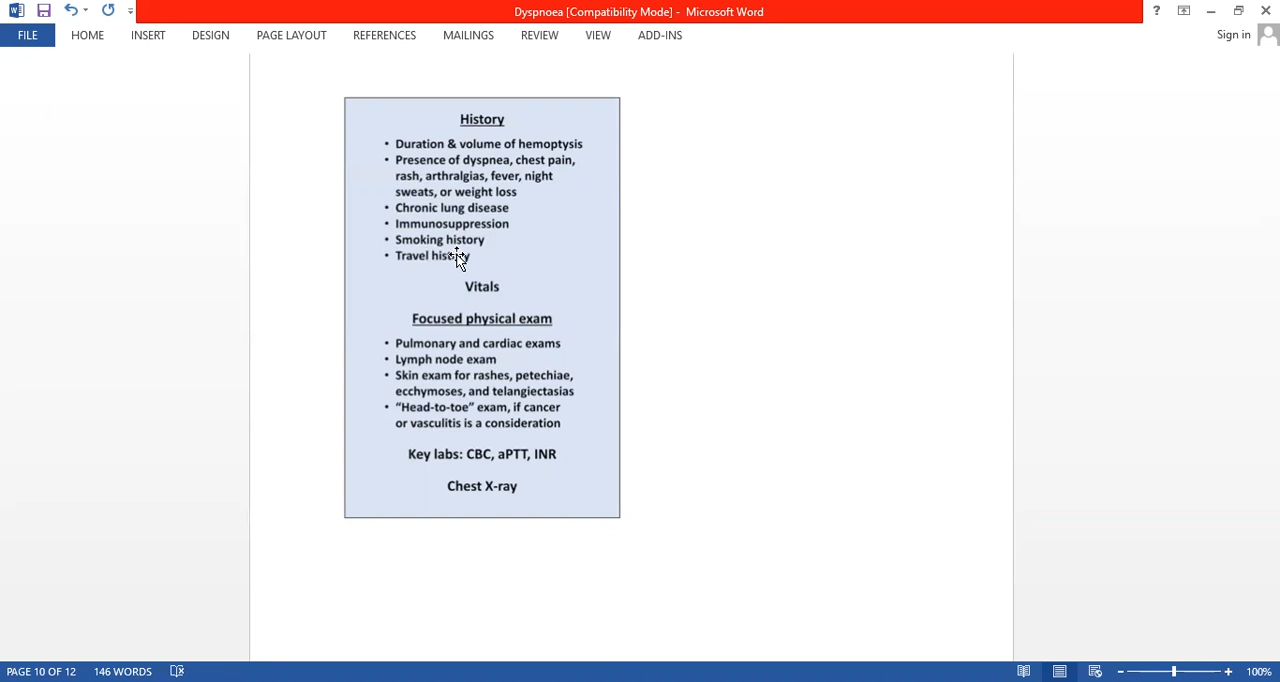 Dyspnoea [Compatibility Mode] - Microsoft Word
?
FILE HOME INSERT DESIGN PAGE LAYOUT REFERENCES MAILINGS REVIEW VIEW ADD-INS Sign in
History
• Duration & volume of hemoptysis
• Presence of dyspnea, chest pain,
rash, arthralgias, fever, night
sweats, or weight loss
• Chronic lung disease
• Immunosuppression
• Smoking history
• Travel history
Vitals
Focused physical exam
• Pulmonary and cardiac exams
• Lymph node exam
• Skin exam for rashes, petechiae,
ecchymoses, and telangiectasias
• “Head-to-toe” exam, if cancer
or vasculitis is a consideration
Key labs: CBC, aPTT, INR
Chest X-ray
PAGE 10 OF 12 146 WORDS 100%